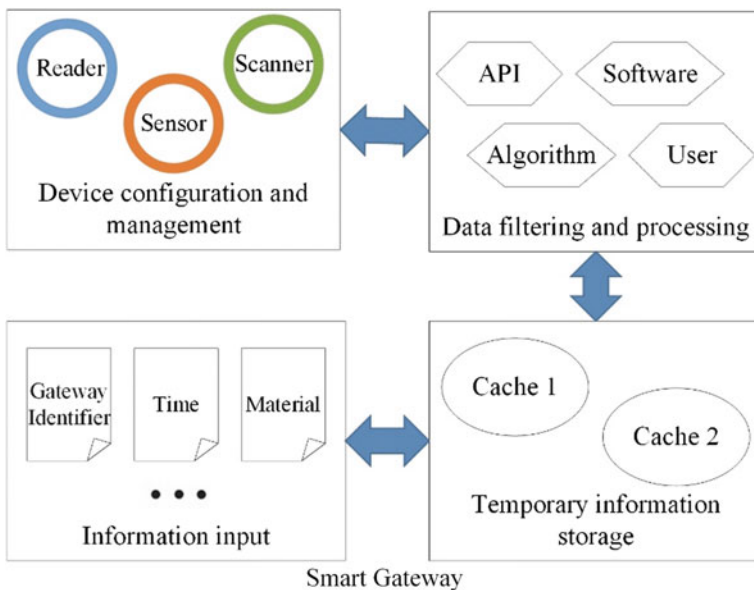 Reader
Scanner
Sensor
Device configuration and
management
API
Software
Algorithm
User
Data filtering and processing
Gateway
Identifier
Time
Material
• • •
Information input
Cache 1
Cache 2
Temporary information
storage
Smart Gateway